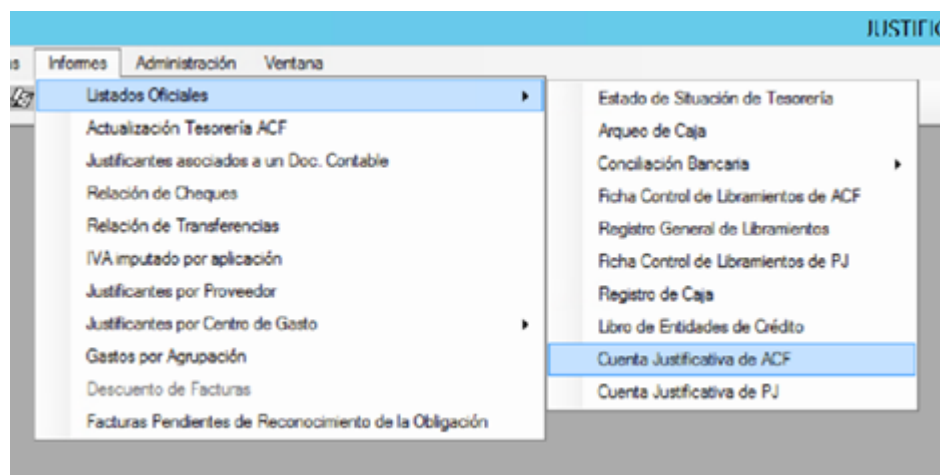 JUSTIFIC
Informes Administración Ventana
Listados Oficiales
Actualización Tesorería ACF
Justificantes asociados a un Doc. Contable
Relación de Cheques
Relación de Transferencias
IVA imputado por aplicación
Justificantes por Proveedor
Justificantes por Centro de Gasto
Gastos por Agrupación
Descuento de Facturas
Facturas Pendientes de Reconocimiento de la Obligación
Estado de Situación de Tesorería
Arqueo de Caja
Conciliación Bancaria
Ficha Control de Libramientos de ACF
Registro General de Libramientos
Ficha Control de Libramientos de PJ
Registro de Caja
Libro de Entidades de Crédito
Cuenta Justificativa de ACF
Cuenta Justificativa de PJ